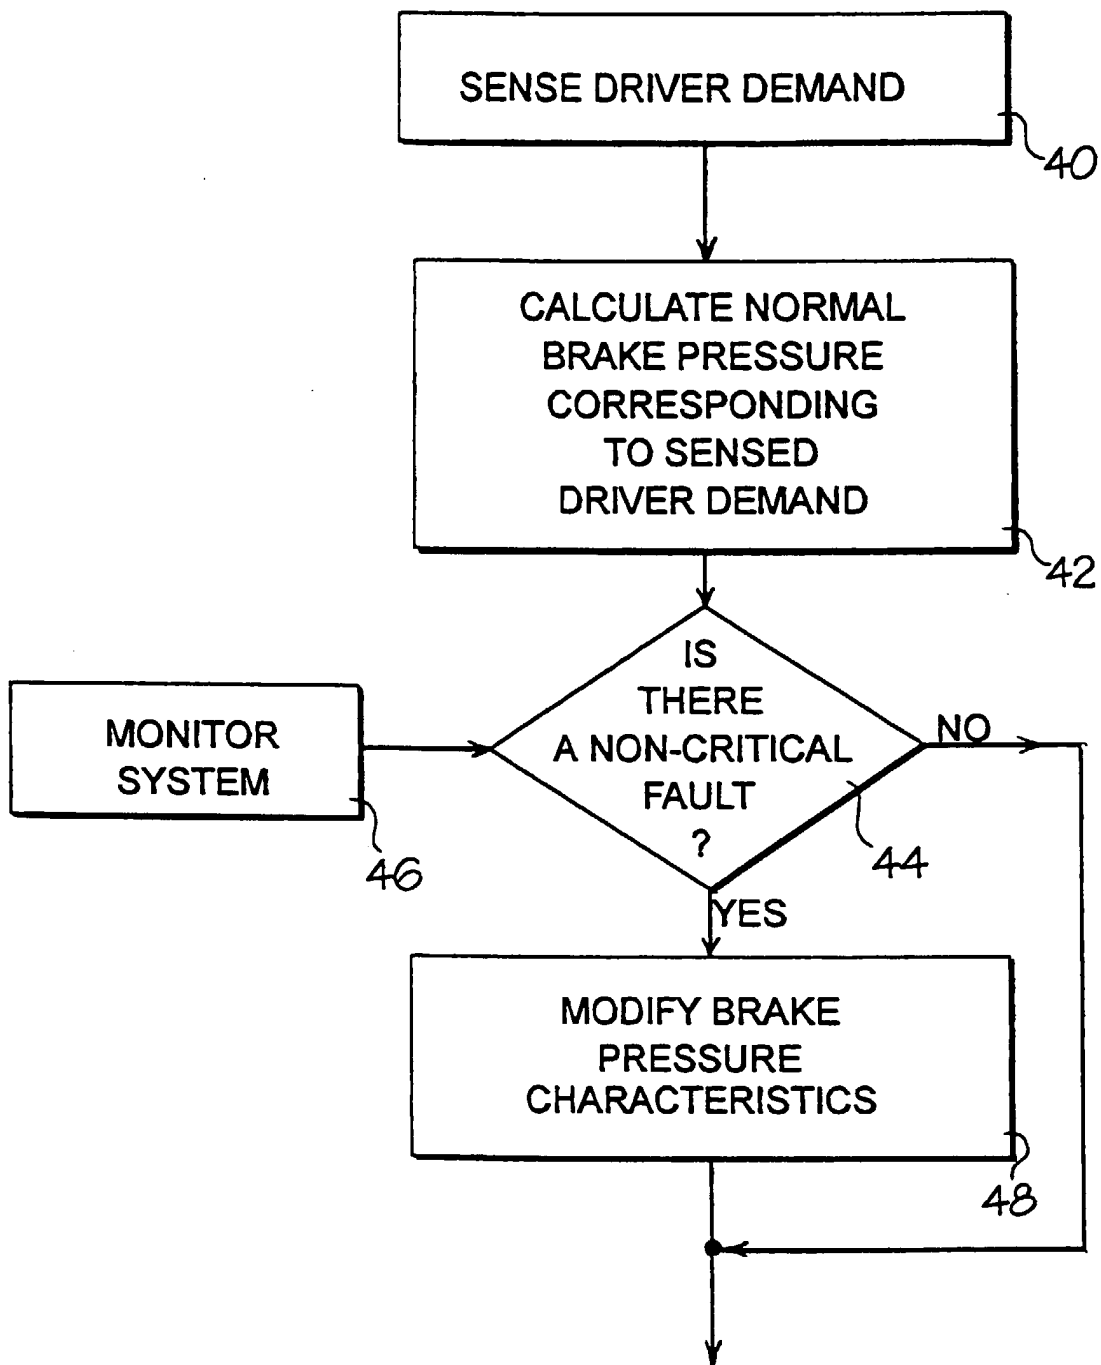 SENSE DRIVER DEMAND
40
CALCULATE NORMAL
BRAKE PRESSURE
CORRESPONDING
TO SENSED
DRIVER DEMAND
42
IS
THERE
A NON-CRITICAL
FAULT
?
44
NO
MONITOR
SYSTEM
46
YES
MODIFY BRAKE
PRESSURE
CHARACTERISTICS
48